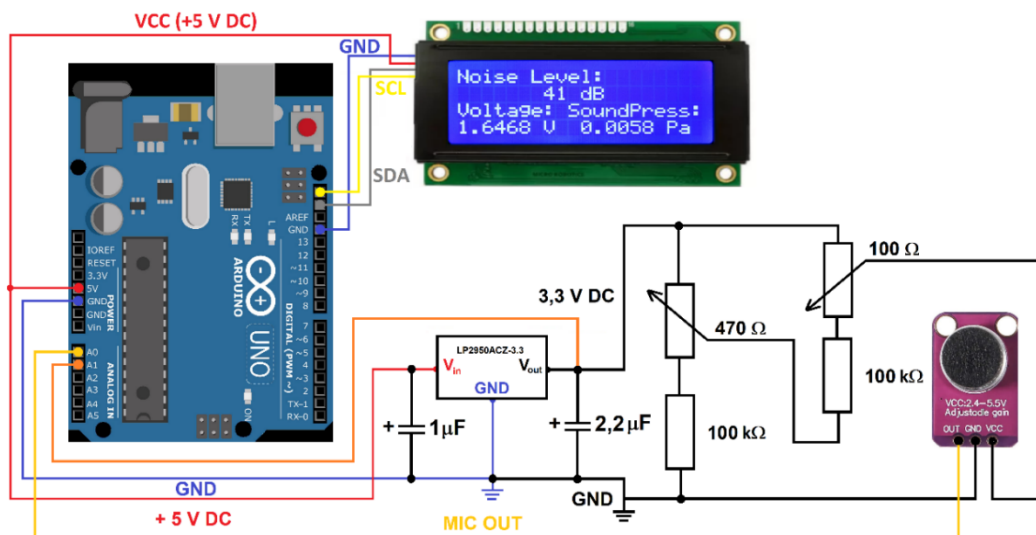 VCC (+5 V DC)
GND
SCL
SDA
Noise Level:
41 dB
Voltage: SoundPress:
1.6468 V 0.0058 Pa
AREF
GND
13
12
~11
~10
~9
8
7
~6
~5
4
~3
2
TX-1
RX-0
DIGITAL (PWM ~)
IOREF
RESET
3.3V
5V
GND
GND
Vin
POWER
A0
A1
A2
A3
A4
A5
ANALOG IN
RX
TX
L
ARDUINO
UNO
ON
3,3 V DC
LP2950ACZ-3.3
Vin
Vout
GND
+ 1µF
+ 2,2 µF
470 Ω
100 kΩ
100 Ω
100 kΩ
GND
GND
+ 5 V DC
MIC OUT
VCC:2.4-5.5V
Adjustode gain
OUT GND VCC